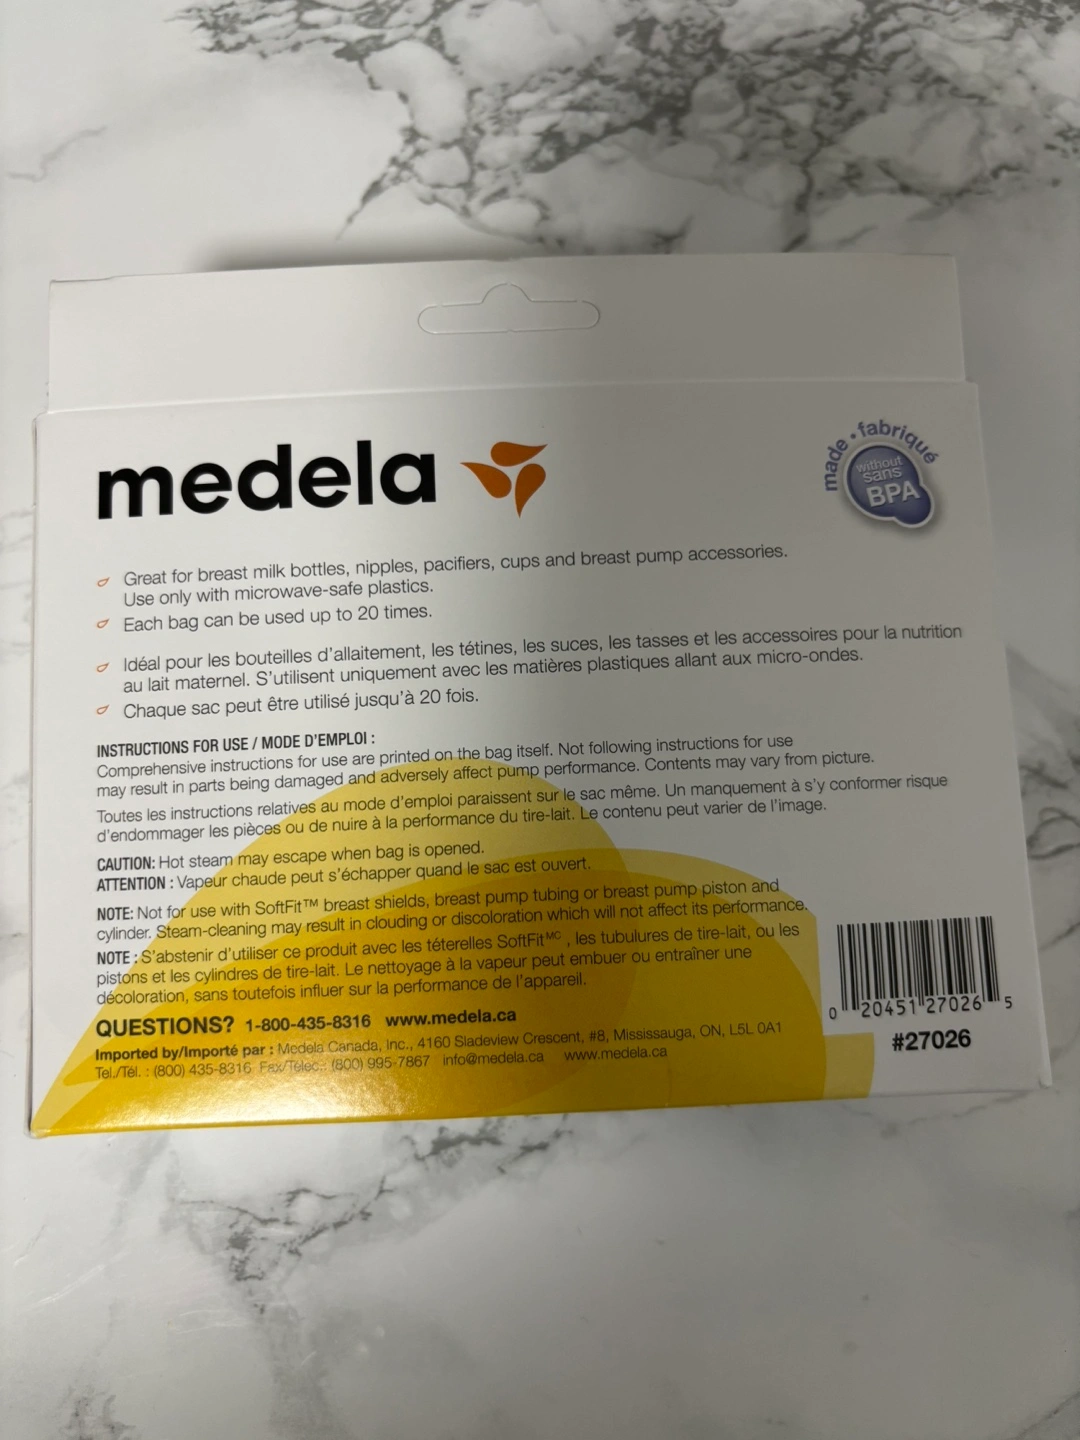 medela
made • fabriqué
without
sans
BPA
Great for breast milk bottles, nipples, pacifiers, cups and breast pump accessories.
Use only with microwave-safe plastics.
Each bag can be used up to 20 times.
Idéal pour les bouteilles d'allaitement, les tétines, les suces, les tasses et les accessoires pour la nutrition
au lait maternel. S'utilisent uniquement avec les matières plastiques allant aux micro-ondes.
Chaque sac peut être utilisé jusqu'à 20 fois.
INSTRUCTIONS FOR USE / MODE D'EMPLOI :
Comprehensive instructions for use are printed on the bag itself. Not following instructions for use
may result in parts being damaged and adversely affect pump performance. Contents may vary from picture.
Toutes les instructions relatives au mode d'emploi paraissent sur le sac même. Un manquement à s'y conformer risque
d'endommager les pièces ou de nuire à la performance du tire-lait. Le contenu peut varier de l'image.
CAUTION: Hot steam may escape when bag is opened.
ATTENTION : Vapeur chaude peut s'échapper quand le sac est ouvert.
NOTE: Not for use with SoftFit™ breast shields, breast pump tubing or breast pump piston and
cylinder. Steam-cleaning may result in clouding or discoloration which will not affect its performance.
NOTE : S'abstenir d'utiliser ce produit avec les téterelles SoftFitᴹᶜ , les tubulures de tire-lait, ou les
pistons et les cylindres de tire-lait. Le nettoyage à la vapeur peut embuer ou entraîner une
décoloration, sans toutefois influer sur la performance de l'appareil.
QUESTIONS? 1-800-435-8316 www.medela.ca
Imported by/Importé par : Medela Canada, Inc., 4160 Sladeview Crescent, #8, Mississauga, ON, L5L 0A1
Tel./Tél. : (800) 435-8316 Fax/Téléc.: (800) 995-7867 info@medela.ca www.medela.ca
0 20451 27026 5
#27026